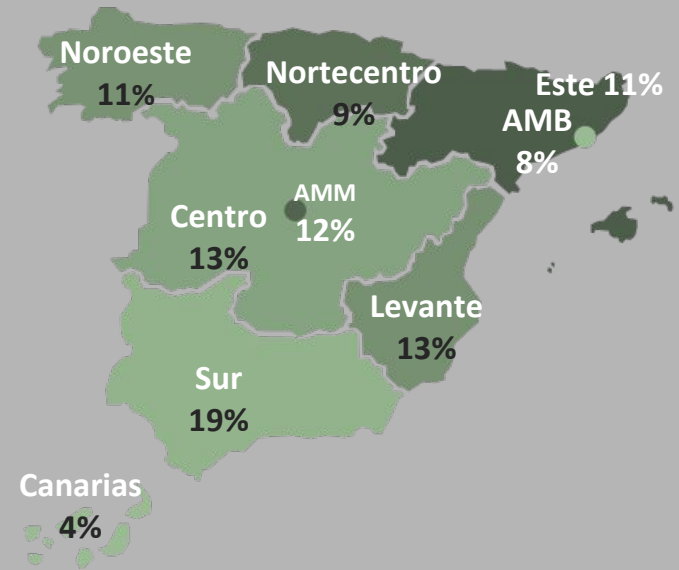 Noroeste
11%
Nortecentro
9%
Este 11%
AMB
8%
AMM
12%
Centro
13%
Levante
13%
Sur
19%
Canarias
4%